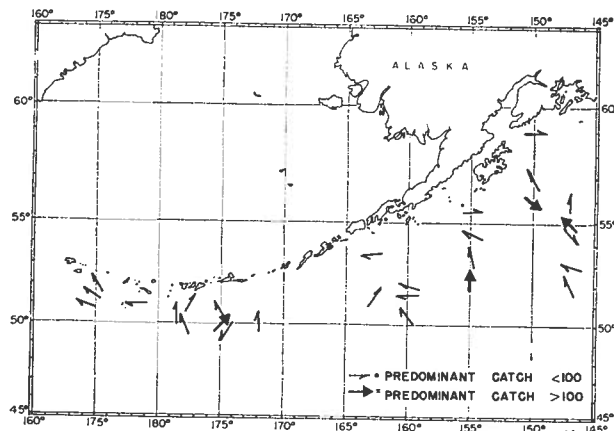 160° 175° 180° 175° 170° 165° 160° 155° 150° 145°
ALASKA
60° 60°
55° 55°
50° 50°
PREDOMINANT CATCH <100
PREDOMINANT CATCH >100
45° 45°
160° 175° 180° 175° 170° 165° 160° 155° 150° 145°